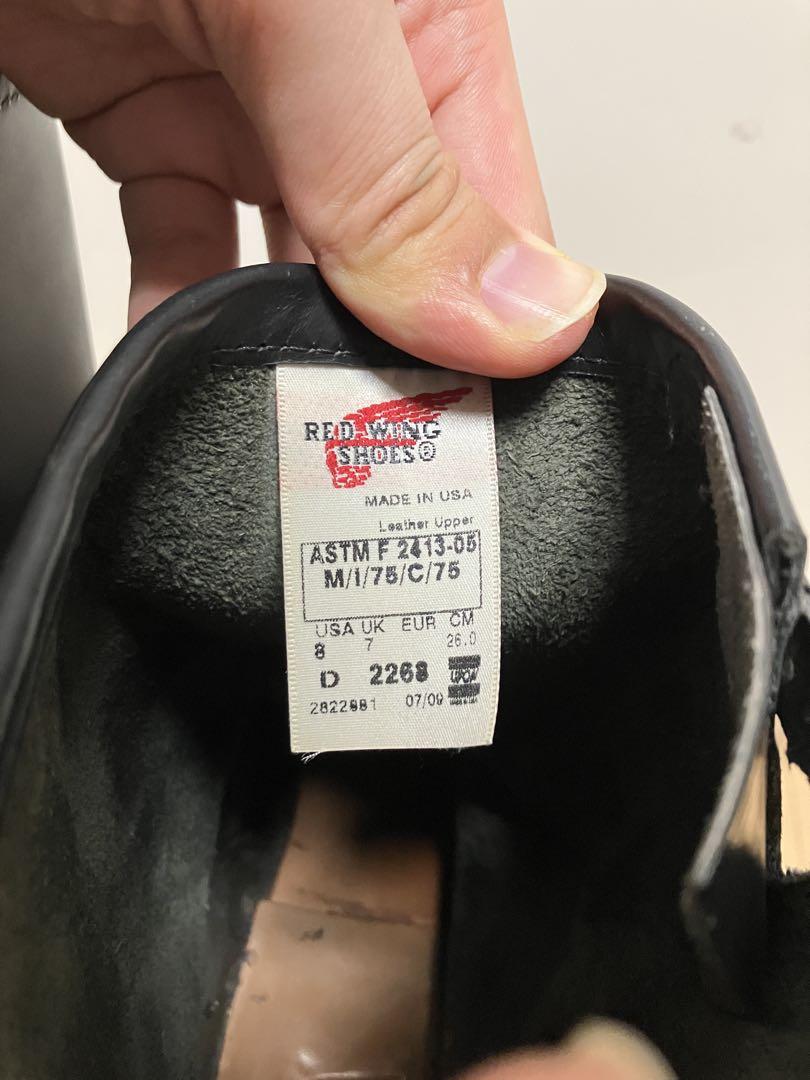 RED WING
SHOES®
MADE IN USA
Leather Upper
ASTM F 2413-05
M/I/75/C/75
USA UK EUR CM
8 7 26.0
D 2268
2822981 07/09